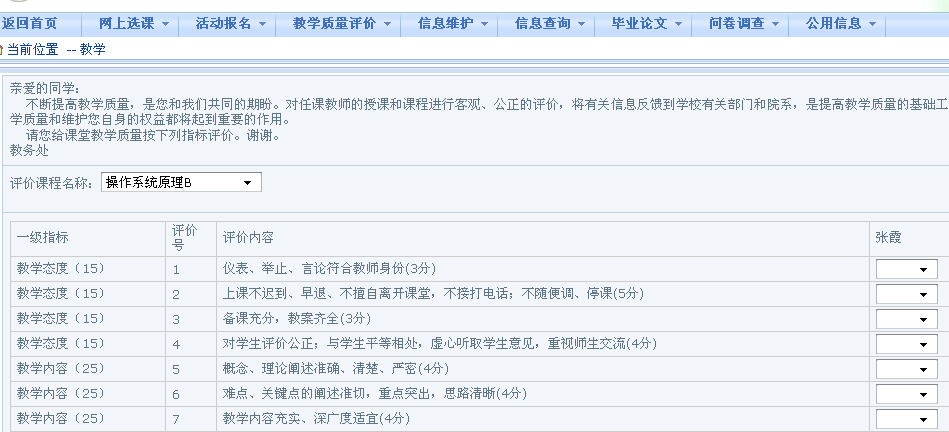 返回首页 网上选课 活动报名 教学质量评价 信息维护 信息查询 毕业论文 问卷调查 公用信息
当前位置 -- 教学
亲爱的同学：
不断提高教学质量，是您和我们共同的期盼。对任课教师的授课和课程进行客观、公正的评价，将有关信息反馈到学校有关部门和院系，是提高教学质量的基础工
学质量和维护您自身的权益都将起到重要的作用。
请您给课堂教学质量按下列指标评价。谢谢。
教务处
评价课程名称： 操作系统原理B
一级指标 评价号 评价内容 张霞
教学态度（15） 1 仪表、举止、言论符合教师身份(3分)
教学态度（15） 2 上课不迟到、早退、不擅自离开课堂，不接打电话；不随便调、停课(5分)
教学态度（15） 3 备课充分，教案齐全(3分)
教学态度（15） 4 对学生评价公正；与学生平等相处，虚心听取学生意见，重视师生交流(4分)
教学内容（25） 5 概念、理论阐述准确、清楚、严密(4分)
教学内容（25） 6 难点、关键点的阐述准切，重点突出，思路清晰(4分)
教学内容（25） 7 教学内容充实、深广度适宜(4分)